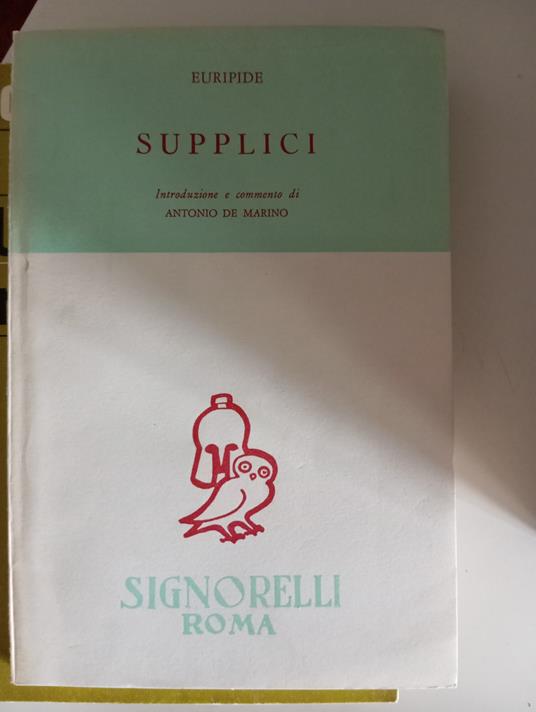 EURIPIDE
SUPPLICI
Introduzione e commento di
ANTONIO DE MARINO
SIGNORELLI
ROMA